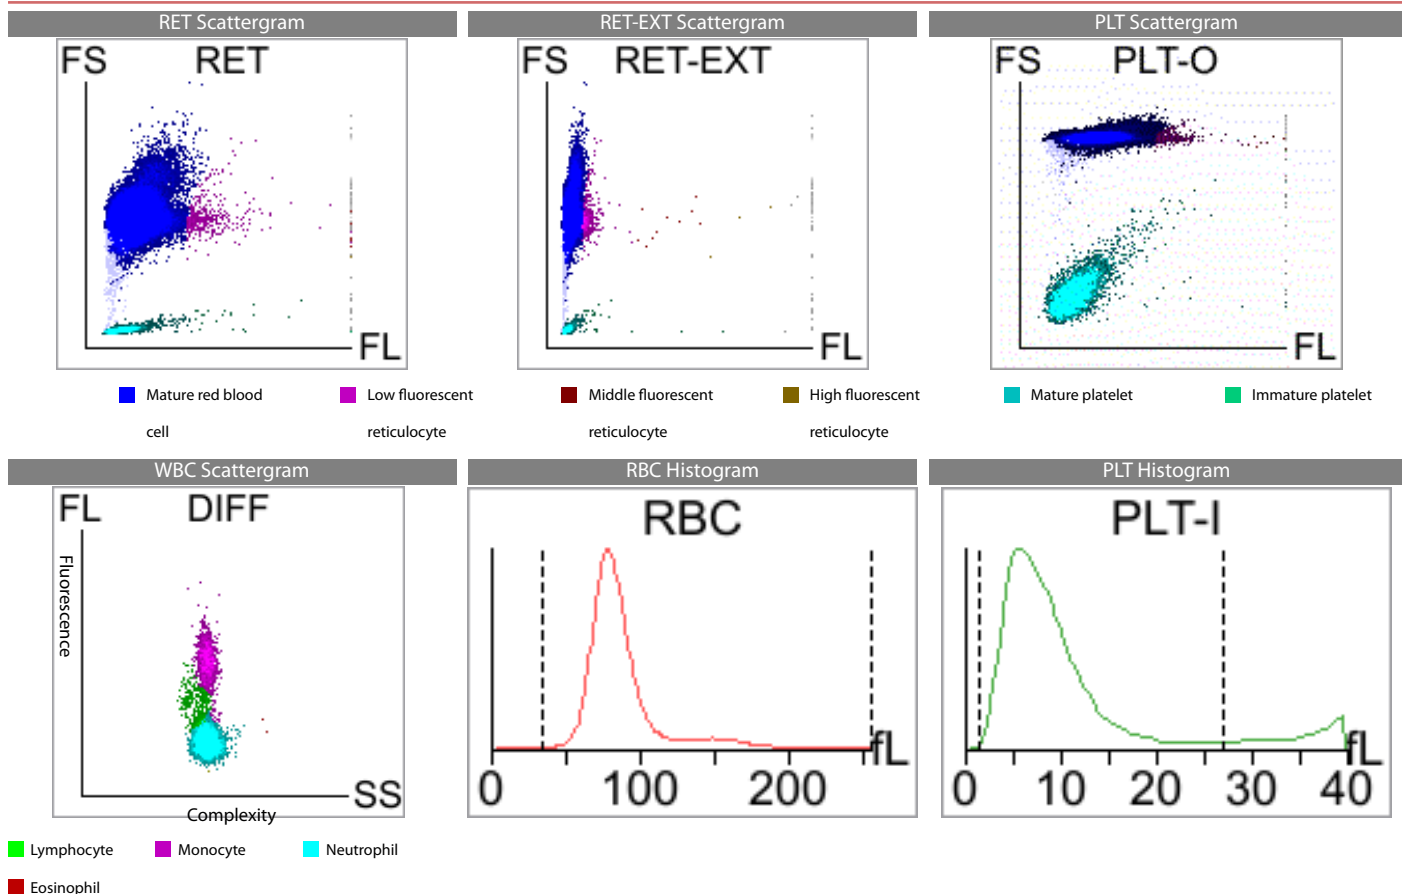 RET Scattergram
RET-EXT Scattergram
PLT Scattergram
FS RET
FL
FS RET-EXT
FL
FS PLT-O
FL
Mature red blood
cell
Low fluorescent
reticulocyte
Middle fluorescent
reticulocyte
High fluorescent
reticulocyte
Mature platelet
Immature platelet
WBC Scattergram
RBC Histogram
PLT Histogram
FL DIFF
Fluorescence
SS
Complexity
RBC
fL
0 100 200
PLT-I
fL
0 10 20 30 40
Lymphocyte
Monocyte
Neutrophil
Eosinophil